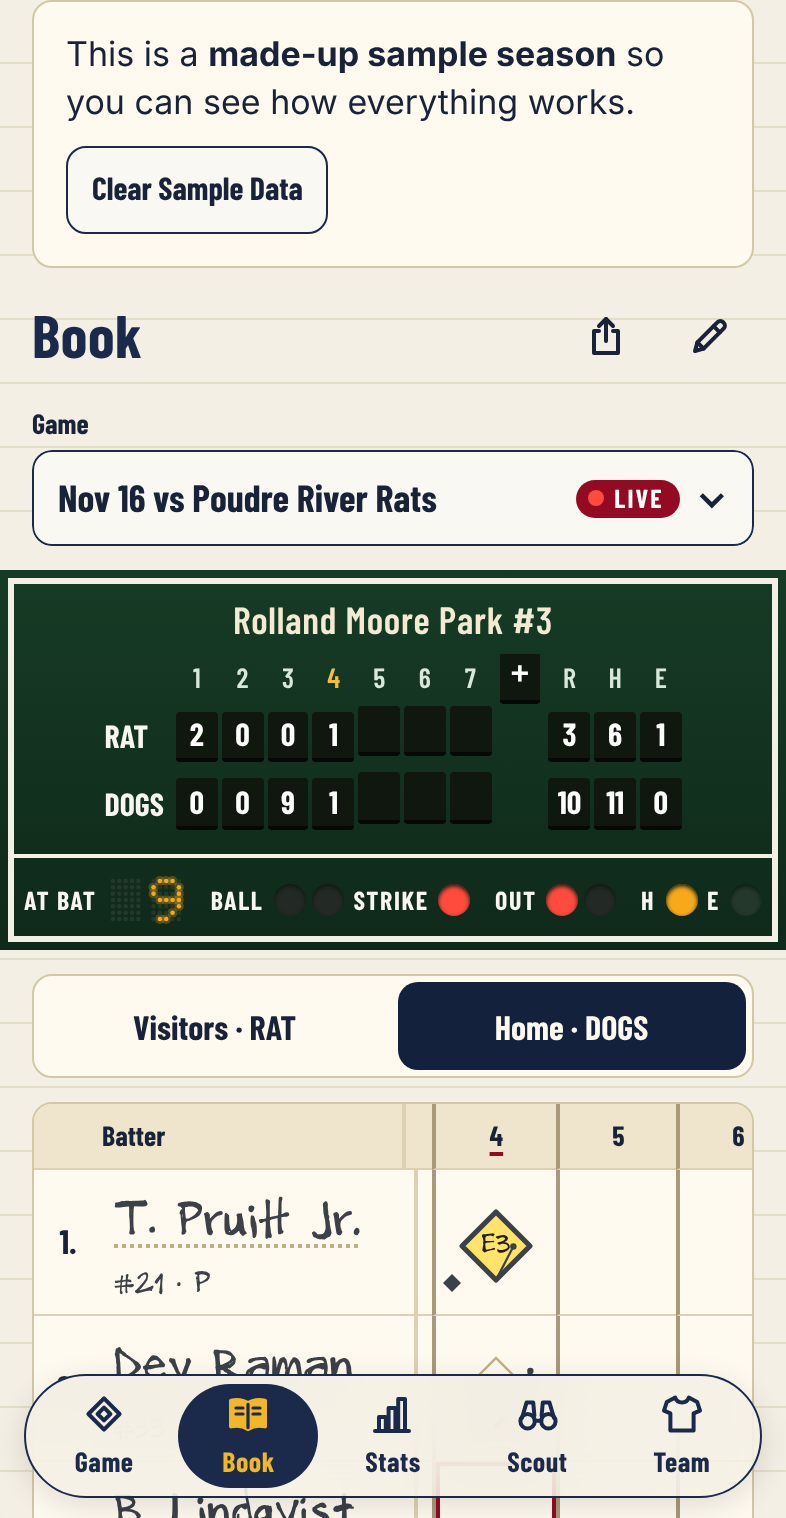 This is a made-up sample season so
you can see how everything works.
Clear Sample Data
Book
Game
Nov 16 vs Poudre River Rats LIVE
Rolland Moore Park #3
1 2 3 4 5 6 7 + R H E
RAT 2 0 0 1 3 6 1
DOGS 0 0 9 1 10 11 0
AT BAT 9 BALL STRIKE OUT H E
Visitors · RAT Home · DOGS
Batter 4 5 6
1. T. Pruitt Jr. E3
#21 · P
Dev Raman
Game Book Stats Scout Team
B. Lindqvist